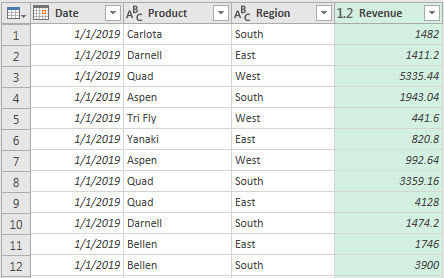 Date ABC Product ABC Region 1.2 Revenue
1 1/1/2019 Carlota South 1482
2 1/1/2019 Darnell East 1411.2
3 1/1/2019 Quad West 5335.44
4 1/1/2019 Aspen South 1943.04
5 1/1/2019 Tri Fly West 441.6
6 1/1/2019 Yanaki East 820.8
7 1/1/2019 Aspen West 992.64
8 1/1/2019 Quad South 3359.16
9 1/1/2019 Quad East 4128
10 1/1/2019 Darnell South 1474.2
11 1/1/2019 Bellen East 1746
12 1/1/2019 Bellen South 3900